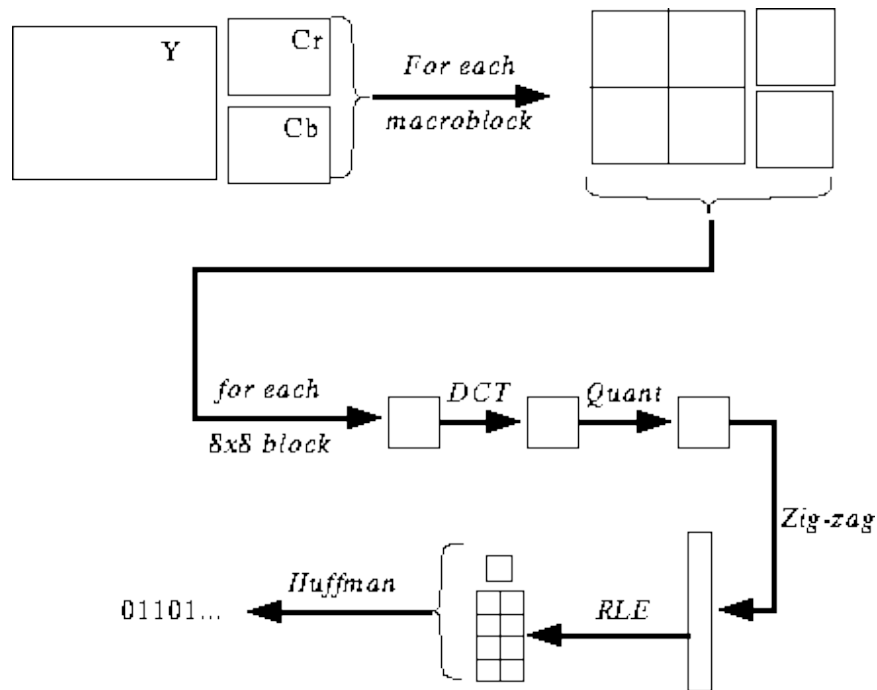 Y
Cr
Cb
For each
macroblock
for each
8x8 block
DCT
Quant
Zig-zag
RLE
Huffman
01101...